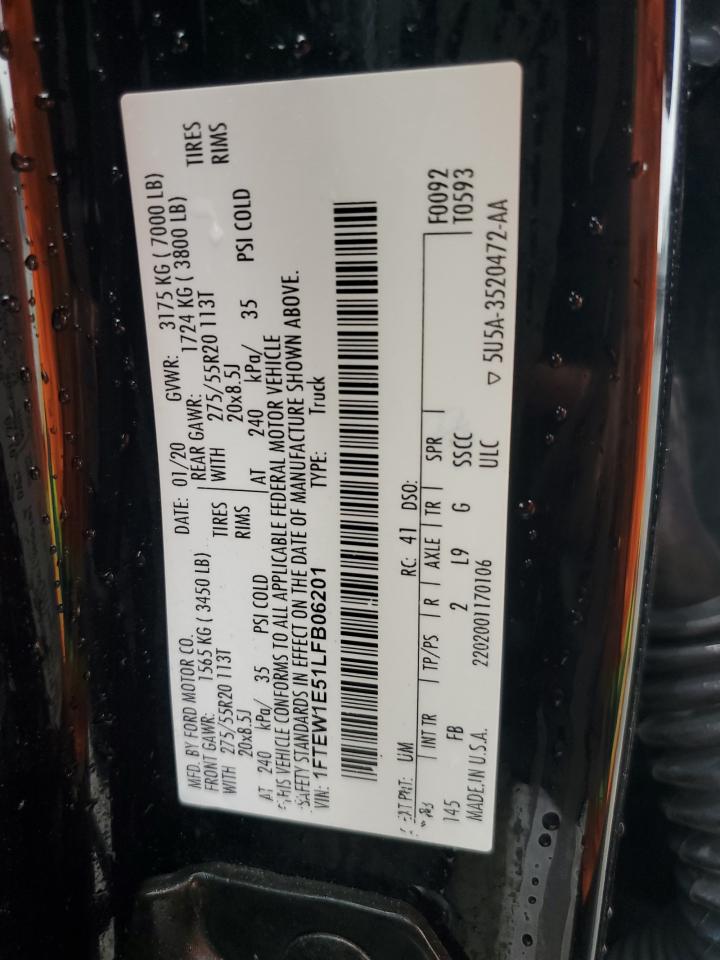 MFD. BY FORD MOTOR CO. DATE: 01/20 GVWR: 3175 KG ( 7000 LB)
FRONT GAWR: 1565 KG ( 3450 LB) REAR GAWR: 1724 KG ( 3800 LB)
WITH 275/55R20 113T TIRES WITH 275/55R20 113T TIRES
20x8.5J RIMS 20x8.5J RIMS
AT 240 kPa/ 35 PSI COLD AT 240 kPa/ 35 PSI COLD
THIS VEHICLE CONFORMS TO ALL APPLICABLE FEDERAL MOTOR VEHICLE
SAFETY STANDARDS IN EFFECT ON THE DATE OF MANUFACTURE SHOWN ABOVE.
VIN: 1FTEW1E51LFB06201 TYPE: Truck
EXT PNT: UM RC: 41 DSO: F0092
INT TR TP/PS R AXLE TR SPR T0593
145 FB 2 L9 G SSCC
MADE IN U.S.A. 2202001170106 ULC ▽ 5U5A-3520472-AA